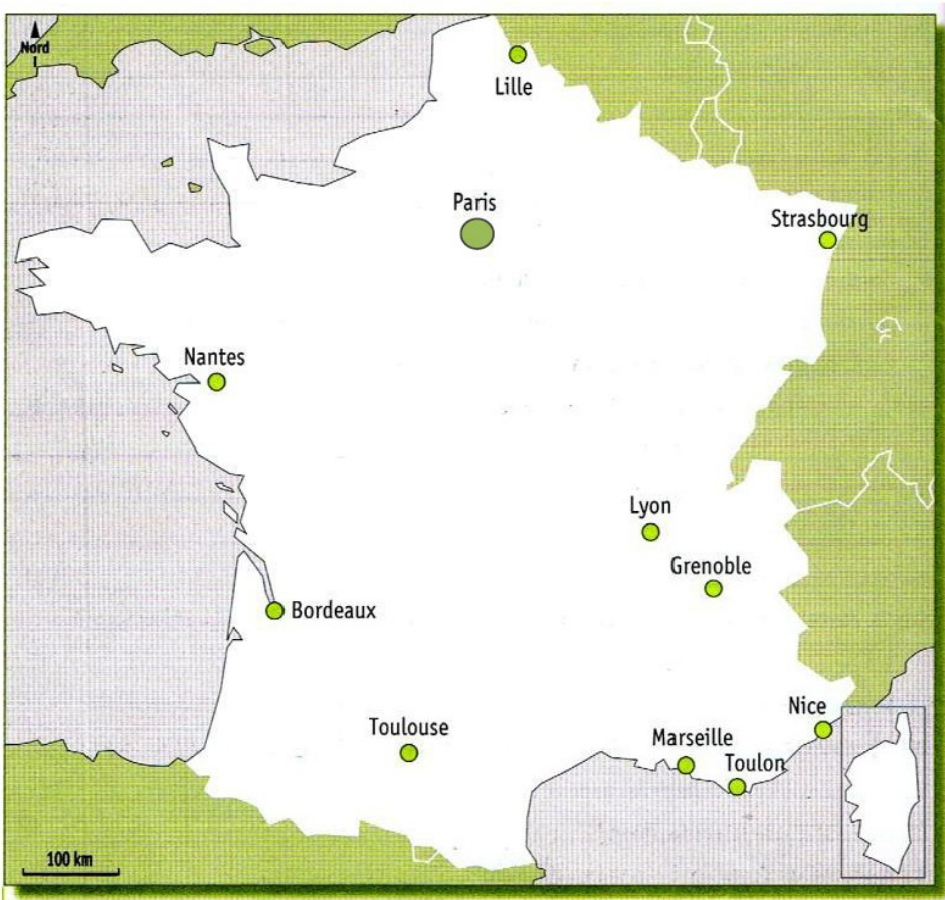 Nord
Lille
Paris
Strasbourg
Nantes
Lyon
Grenoble
Bordeaux
Nice
Toulouse
Marseille
Toulon
100 km